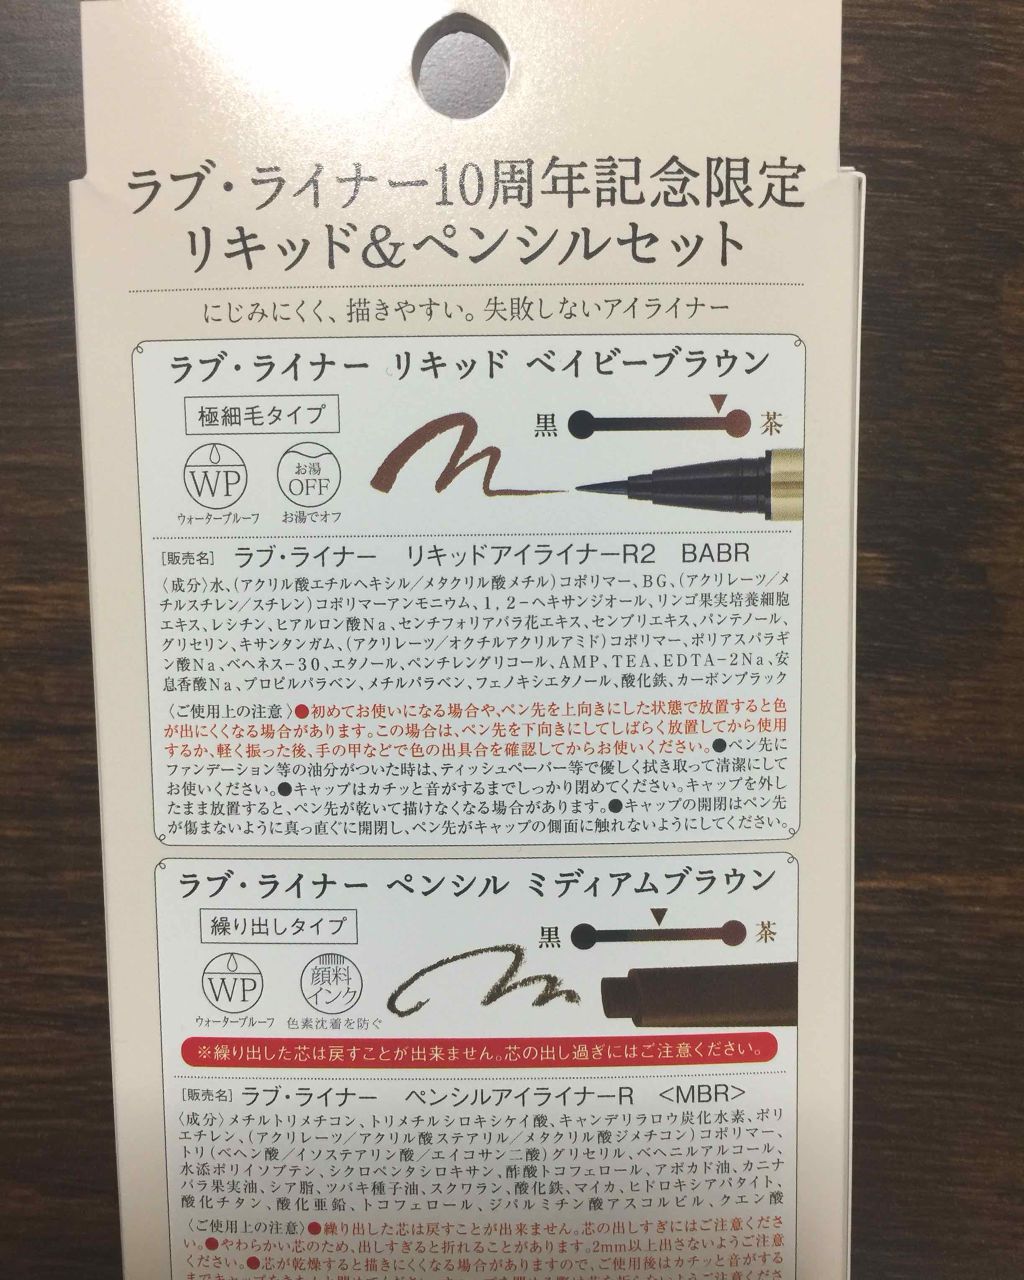 ラブ・ライナー10周年記念限定
リキッド&ペンシルセット
にじみにくく、描きやすい。失敗しないアイライナー
ラブ・ライナー リキッド ベイビーブラウン
極細毛タイプ
黒 茶
WP
お湯
OFF
ウォータープルーフ お湯でオフ
[販売名] ラブ・ライナー リキッドアイライナーR2 BABR
〈成分〉水、(アクリル酸エチルヘキシル/メタクリル酸メチル)コポリマー、BG、(アクリレーツ/メ
チルスチレン/スチレン)コポリマーアンモニウム、1,2-ヘキサンジオール、リンゴ果実培養細胞
エキス、レシチン、ヒアルロン酸Na、センチフォリアバラ花エキス、センブリエキス、パンテノール、
グリセリン、キサンタンガム、(アクリレーツ/オクチルアクリルアミド)コポリマー、ポリアスパラギ
ン酸Na、ベヘネス-30、エタノール、ペンチレングリコール、AMP、TEA、EDTA-2Na、安
息香酸Na、プロピルパラベン、メチルパラベン、フェノキシエタノール、酸化鉄、カーボンブラック
〈ご使用上の注意〉●初めてお使いになる場合や、ペン先を上向きにした状態で放置すると色
が出にくくなる場合があります。この場合は、ペン先を下向きにしてしばらく放置してから使用
するか、軽く振った後、手の甲などで色の出具合を確認してからお使いください。●ペン先に
ファンデーション等の油分がついた時は、ティッシュペーパー等で優しく拭き取って清潔にして
お使いください。●キャップはカチッと音がするまでしっかり閉めてください。キャップを外し
たまま放置すると、ペン先が乾いて描けなくなる場合があります。●キャップの開閉はペン先
が傷まないように真っ直ぐに開閉し、ペン先がキャップの側面に触れないようにしてください。
ラブ・ライナー ペンシル ミディアムブラウン
繰り出しタイプ
黒 茶
WP
顔料
インク
ウォータープルーフ 色素沈着を防ぐ
※繰り出した芯は戻すことが出来ません。芯の出し過ぎにはご注意ください。
[販売名] ラブ・ライナー ペンシルアイライナーR <MBR>
〈成分〉メチルトリメチコン、トリメチルシロキシケイ酸、キャンデリラロウ炭化水素、ポリ
エチレン、(アクリレーツ/アクリル酸ステアリル/メタクリル酸ジメチコン)コポリマー、
トリ(ベヘン酸/イソステアリン酸/エイコサン二酸)グリセリル、ベヘニルアルコール、
水添ポリイソブテン、シクロペンタシロキサン、酢酸トコフェロール、アボカド油、カニナ
バラ果実油、シア脂、ツバキ種子油、スクワラン、酸化鉄、マイカ、ヒドロキシアパタイト、
酸化チタン、酸化亜鉛、トコフェロール、ジパルミチン酸アスコルビル、クエン酸
〈ご使用上の注意〉●繰り出した芯は戻すことが出来ません。芯の出しすぎにはご注意くださ
い。●やわらかい芯のため、出しすぎると折れることがあります。2mm以上出さないようご注意
ください。●芯が乾燥すると描きにくくなる場合がありますので、ご使用後はカチッと音がする